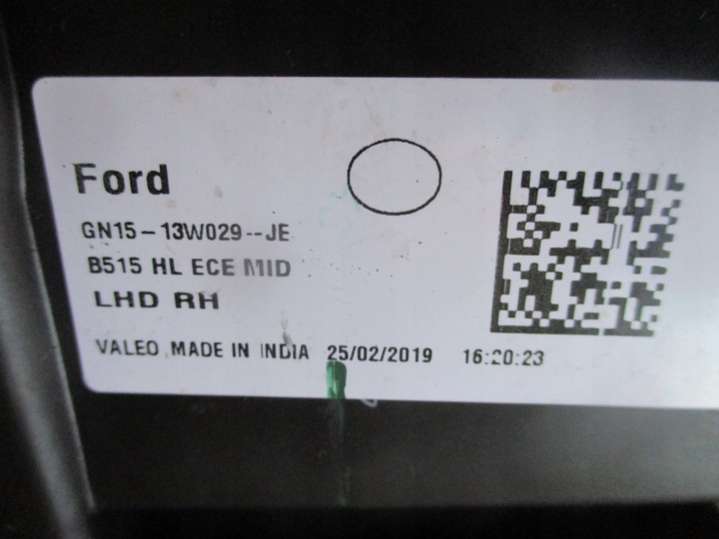 Ford
GN15-13W029--JE
B515 HL ECE MID
LHD RH
VALEO MADE IN INDIA 25/02/2019 16:20:23